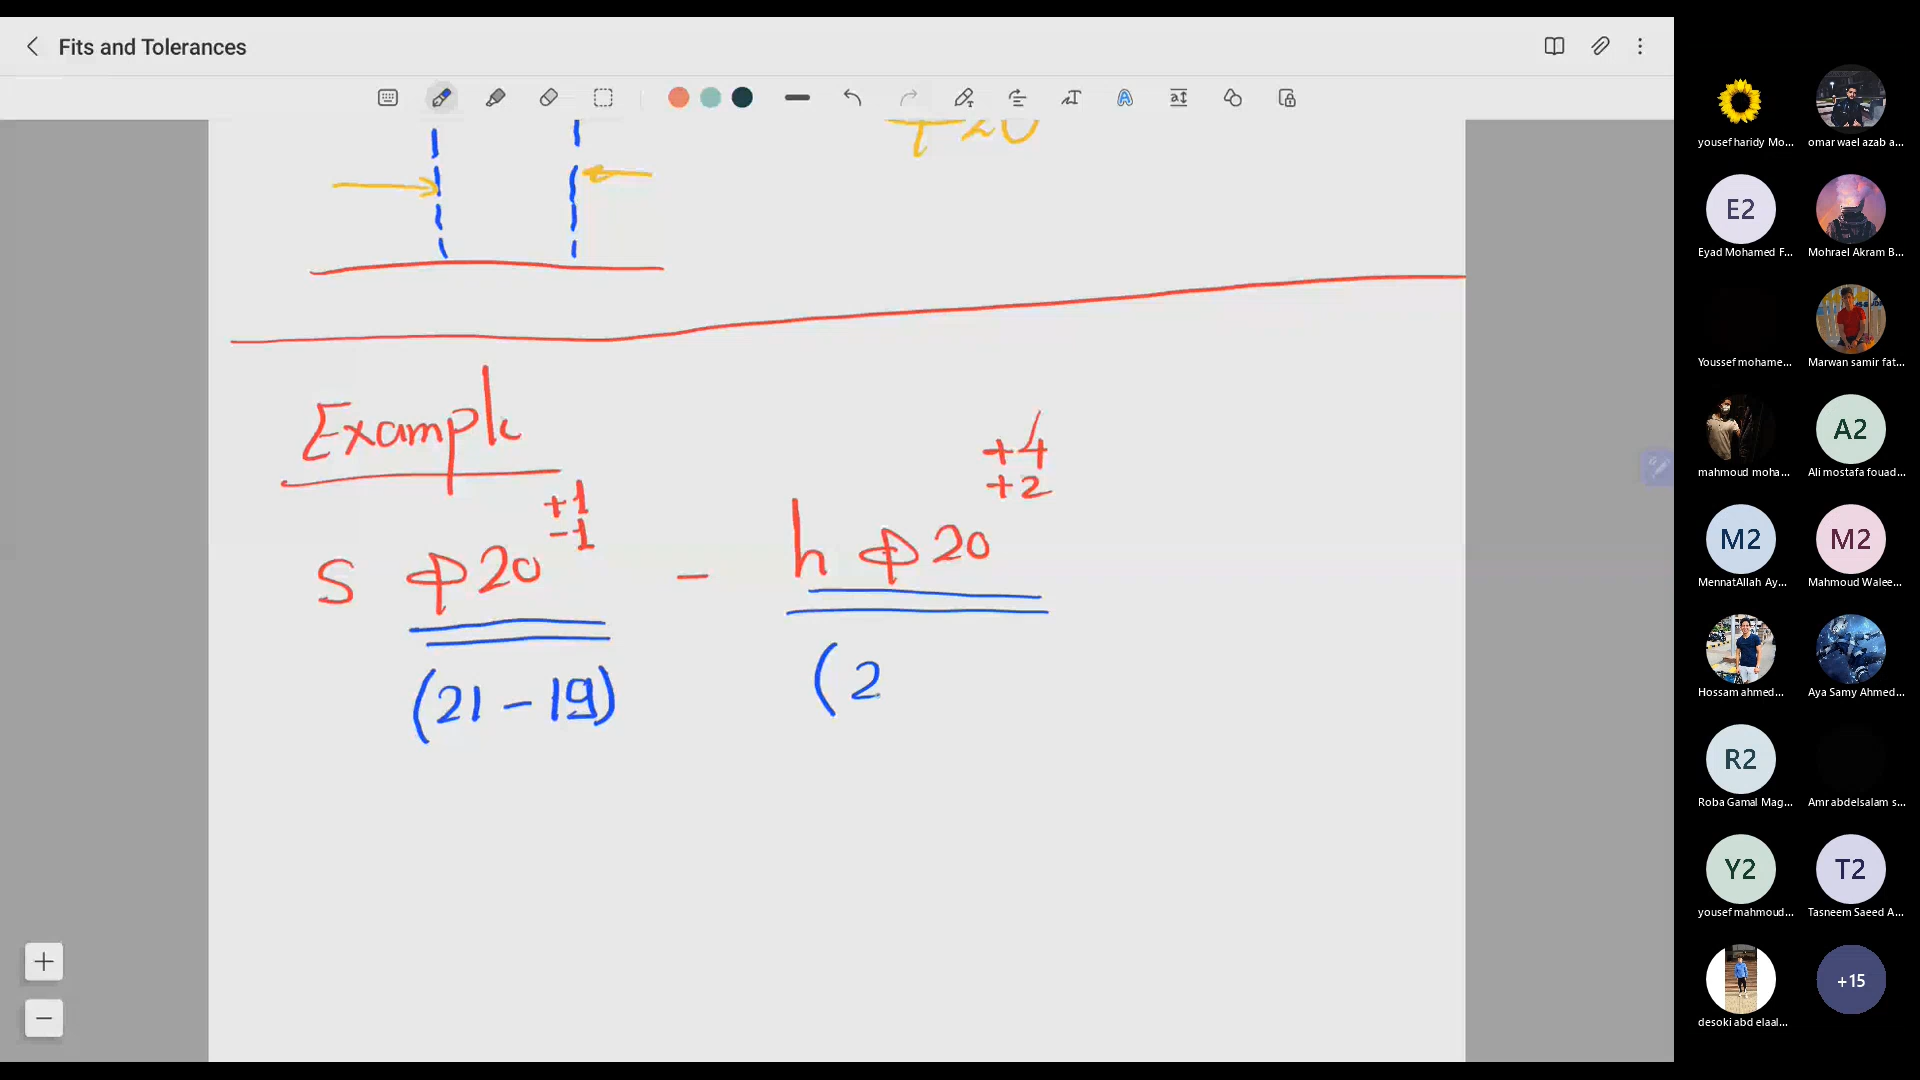 Fits and Tolerances
Example
S ф20 +1 -1 - h ф20 +4 +2
(21 - 19) (2
yousef haridy Mo...
omar wael azab a...
E2
Eyad Mohamed F...
Mohrael Akram B...
Youssef mohame...
Marwan samir fat...
mahmoud moha...
A2
Ali mostafa fouad...
M2
MennatAllah Ay...
M2
Mahmoud Walee...
Hossam ahmed...
Aya Samy Ahmed...
R2
Roba Gamal Mag...
Amr abdelsalam s...
Y2
yousef mahmoud...
T2
Tasneem Saeed A...
desoki abd elaal...
+15